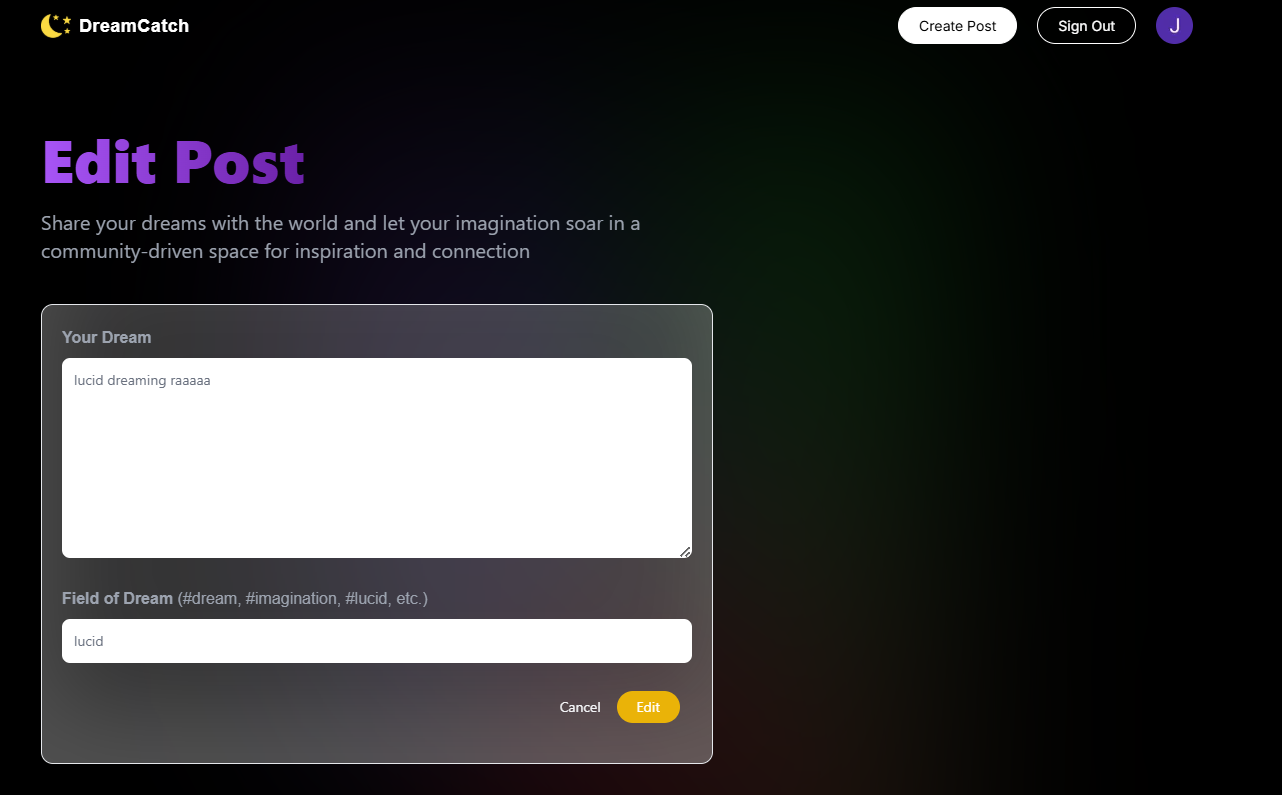 DreamCatch
Create Post
Sign Out
J
Edit Post
Share your dreams with the world and let your imagination soar in a
community-driven space for inspiration and connection
Your Dream
lucid dreaming raaaaa
Field of Dream (#dream, #imagination, #lucid, etc.)
lucid
Cancel
Edit